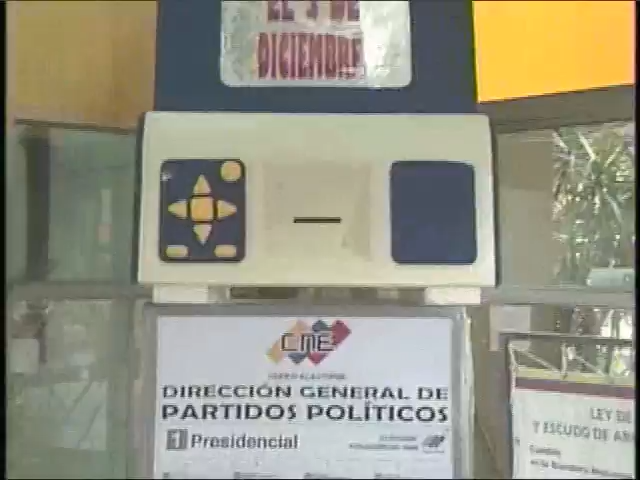 EL 3 DE
DICIEMBRE
CNE
DIRECCIÓN GENERAL DE
PARTIDOS POLÍTICOS
1 Presidencial
LEY DE
Y ESCUDO DE AR